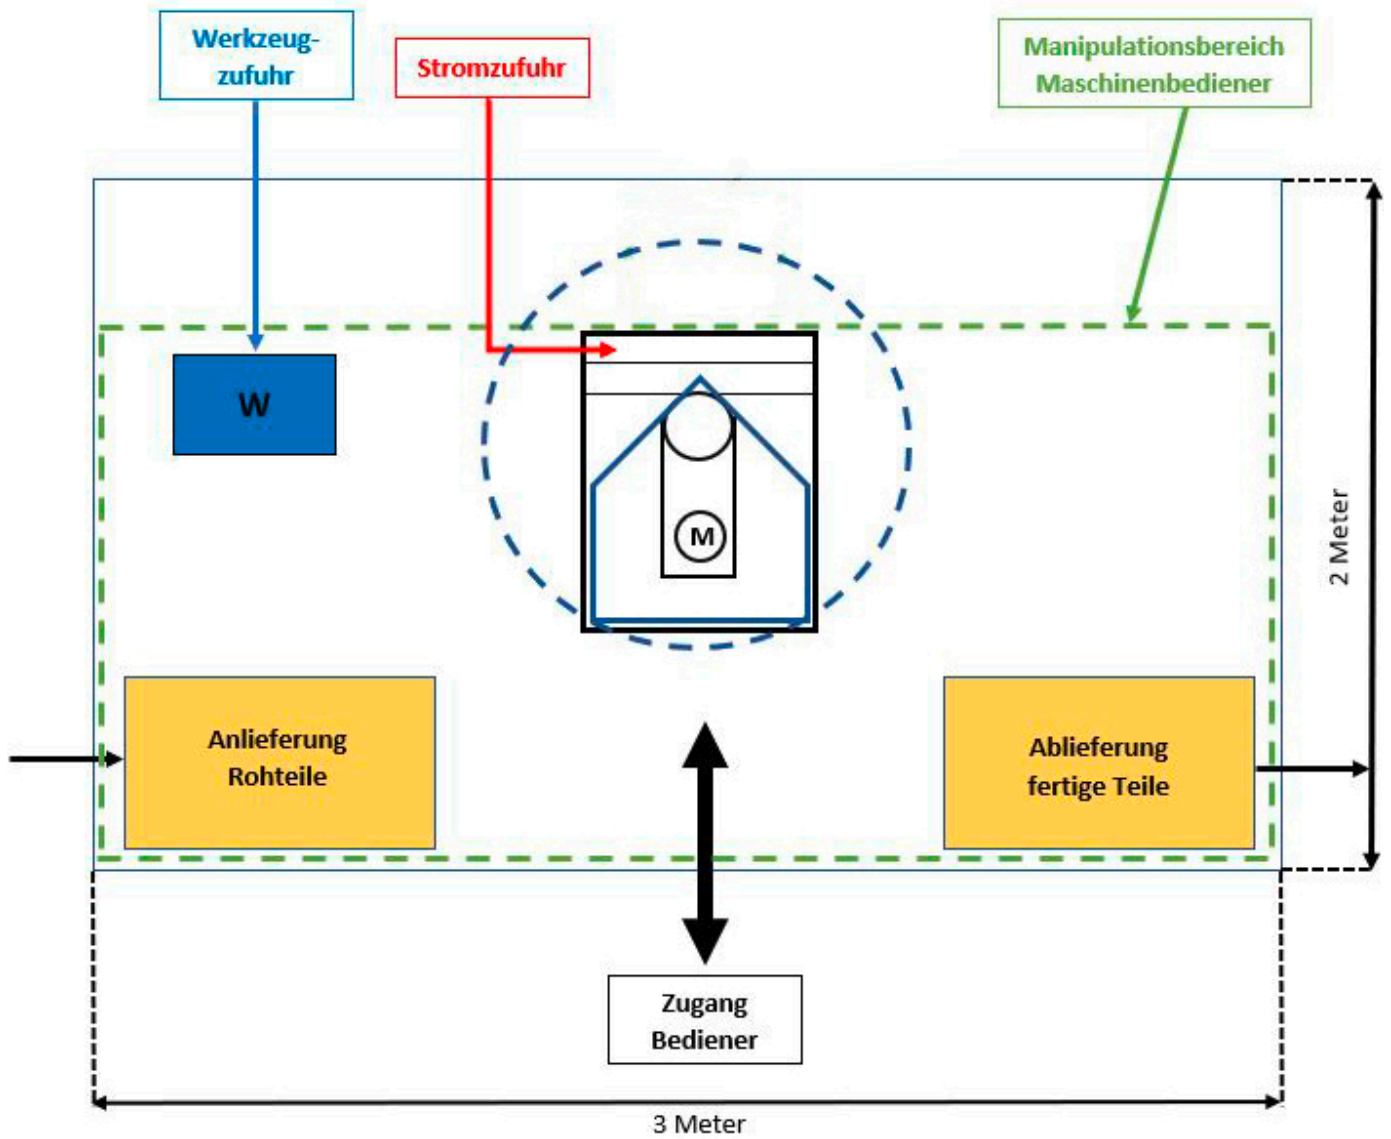 Werkzeug-
zufuhr
Stromzufuhr
Manipulationsbereich
Maschinenbediener
W
M
2 Meter
Anlieferung
Rohteile
Ablieferung
fertige Teile
Zugang
Bediener
3 Meter